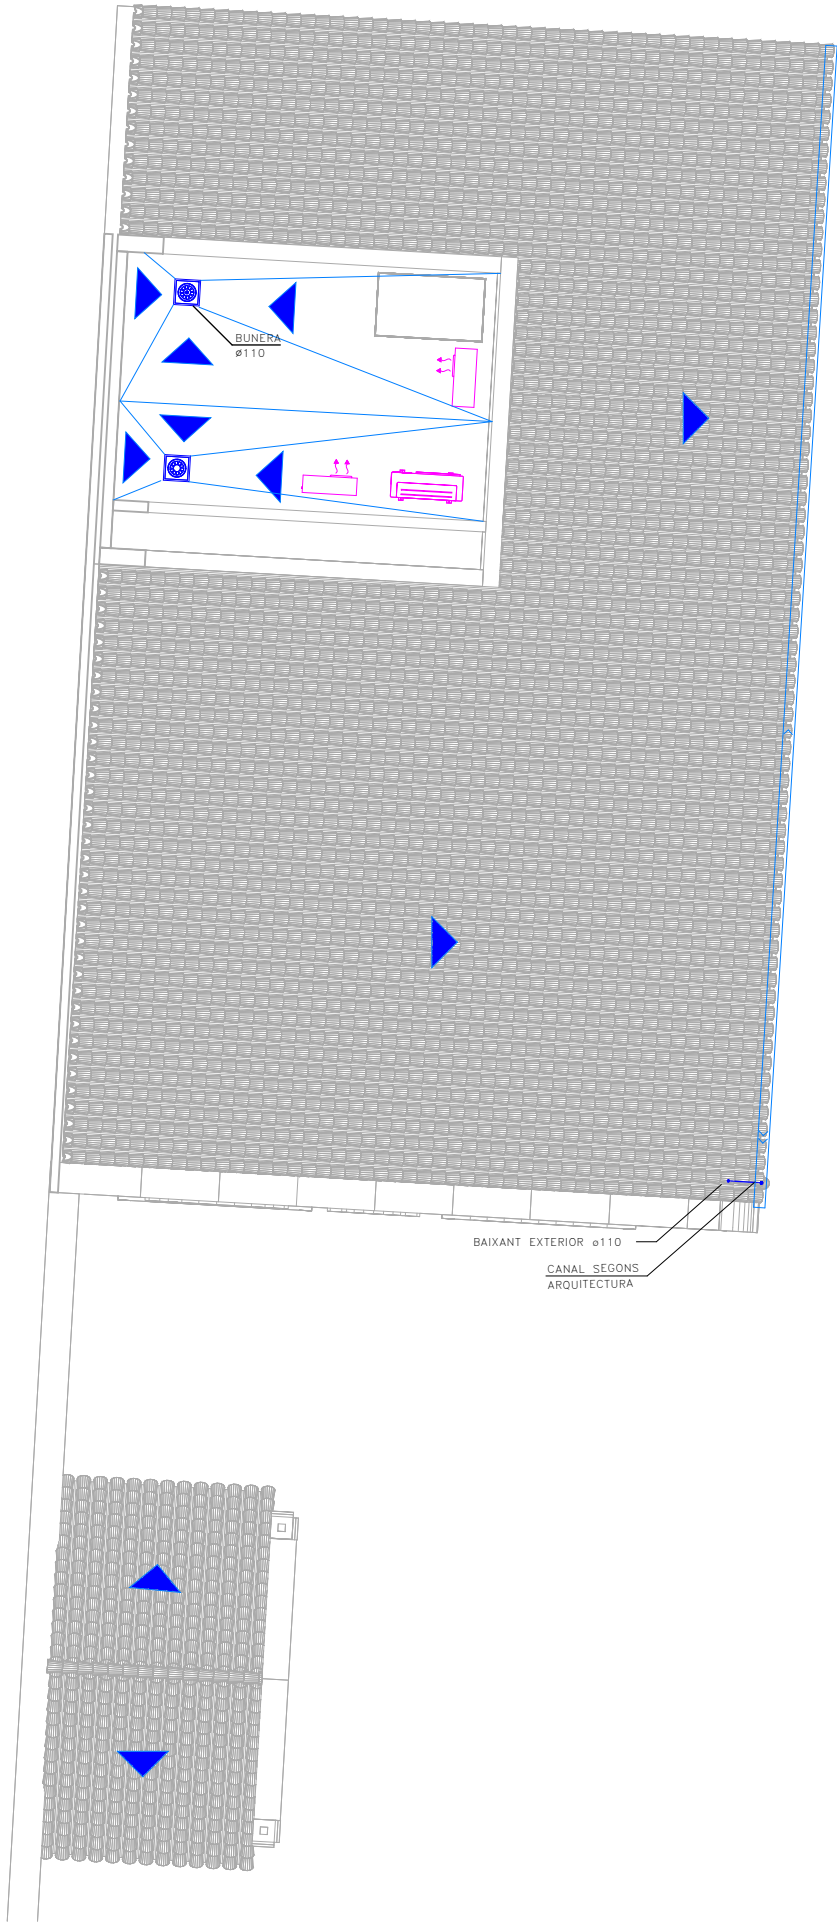 BUNERA
ø110
BAIXANT EXTERIOR ø110
CANAL SEGONS
ARQUITECTURA